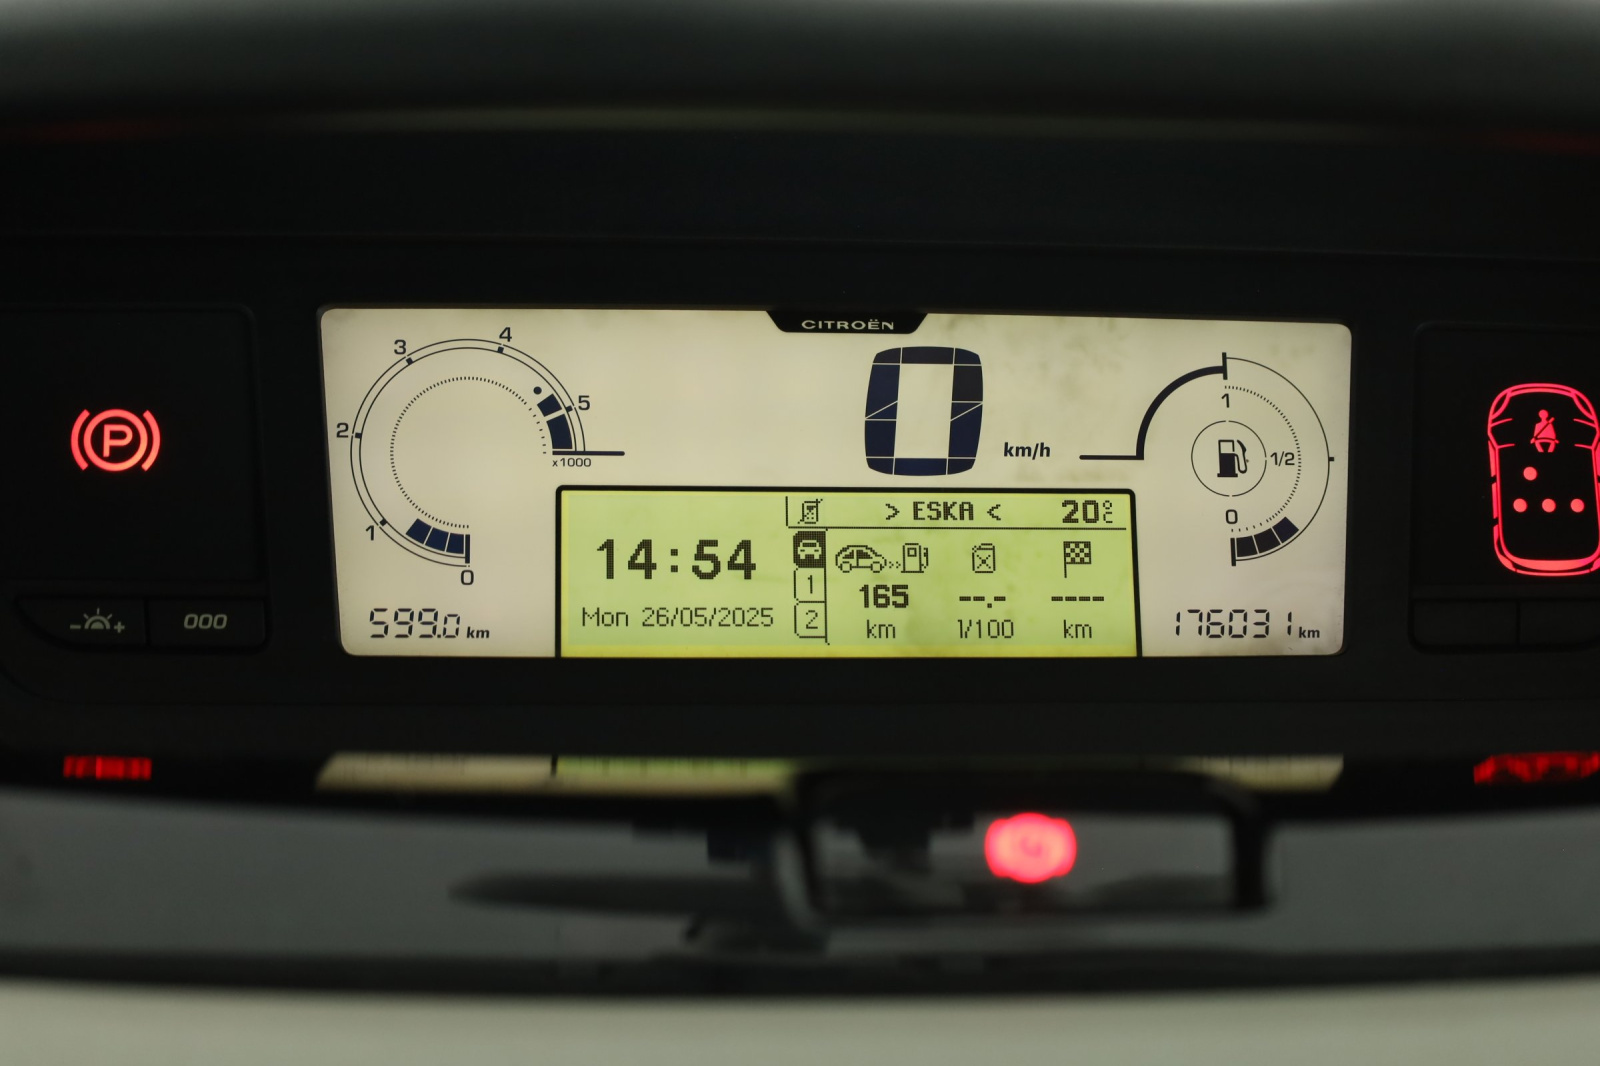 CITROËN
4
3
5
2
x1000
1
0
599.0 km
0 km/h
1
1/2
0
> ESKA < 20°C
14:54
Mon 26/05/2025
1
2
165 --.- ----
km l/100 km
176031 km
P
000
- +